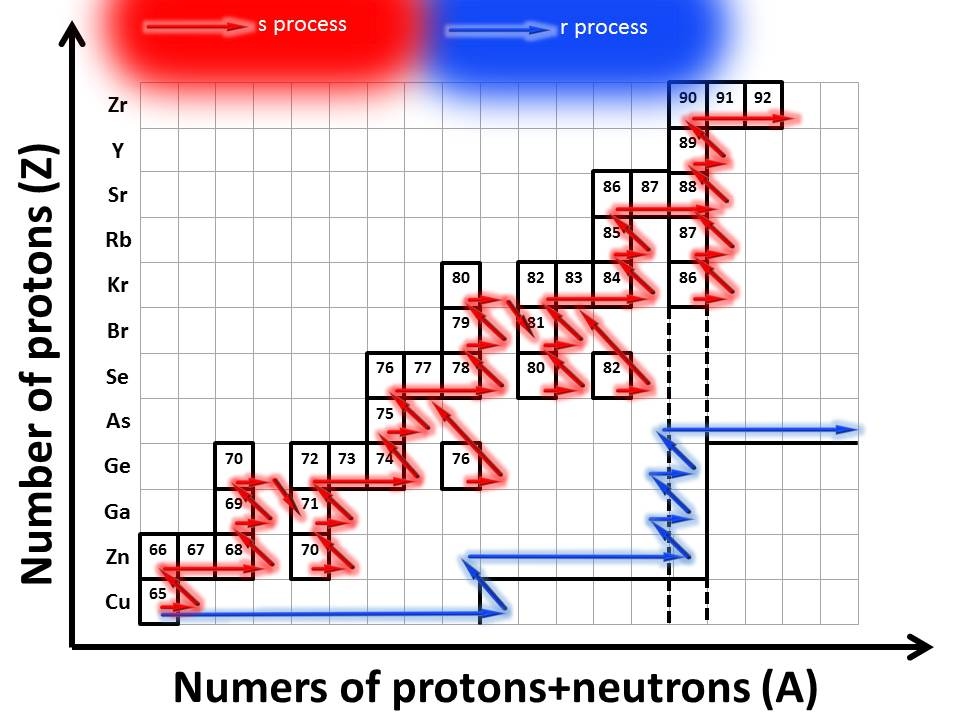 s process
r process
Zr 90 91 92
Y 89
Sr 86 87 88
Rb 85 87
Kr 80 82 83 84 86
Br 79 81
Se 76 77 78 80 82
As 75
Ge 70 72 73 74 76
Ga 69 71
Zn 66 67 68 70
Cu 65
Number of protons (Z)
Numers of protons+neutrons (A)